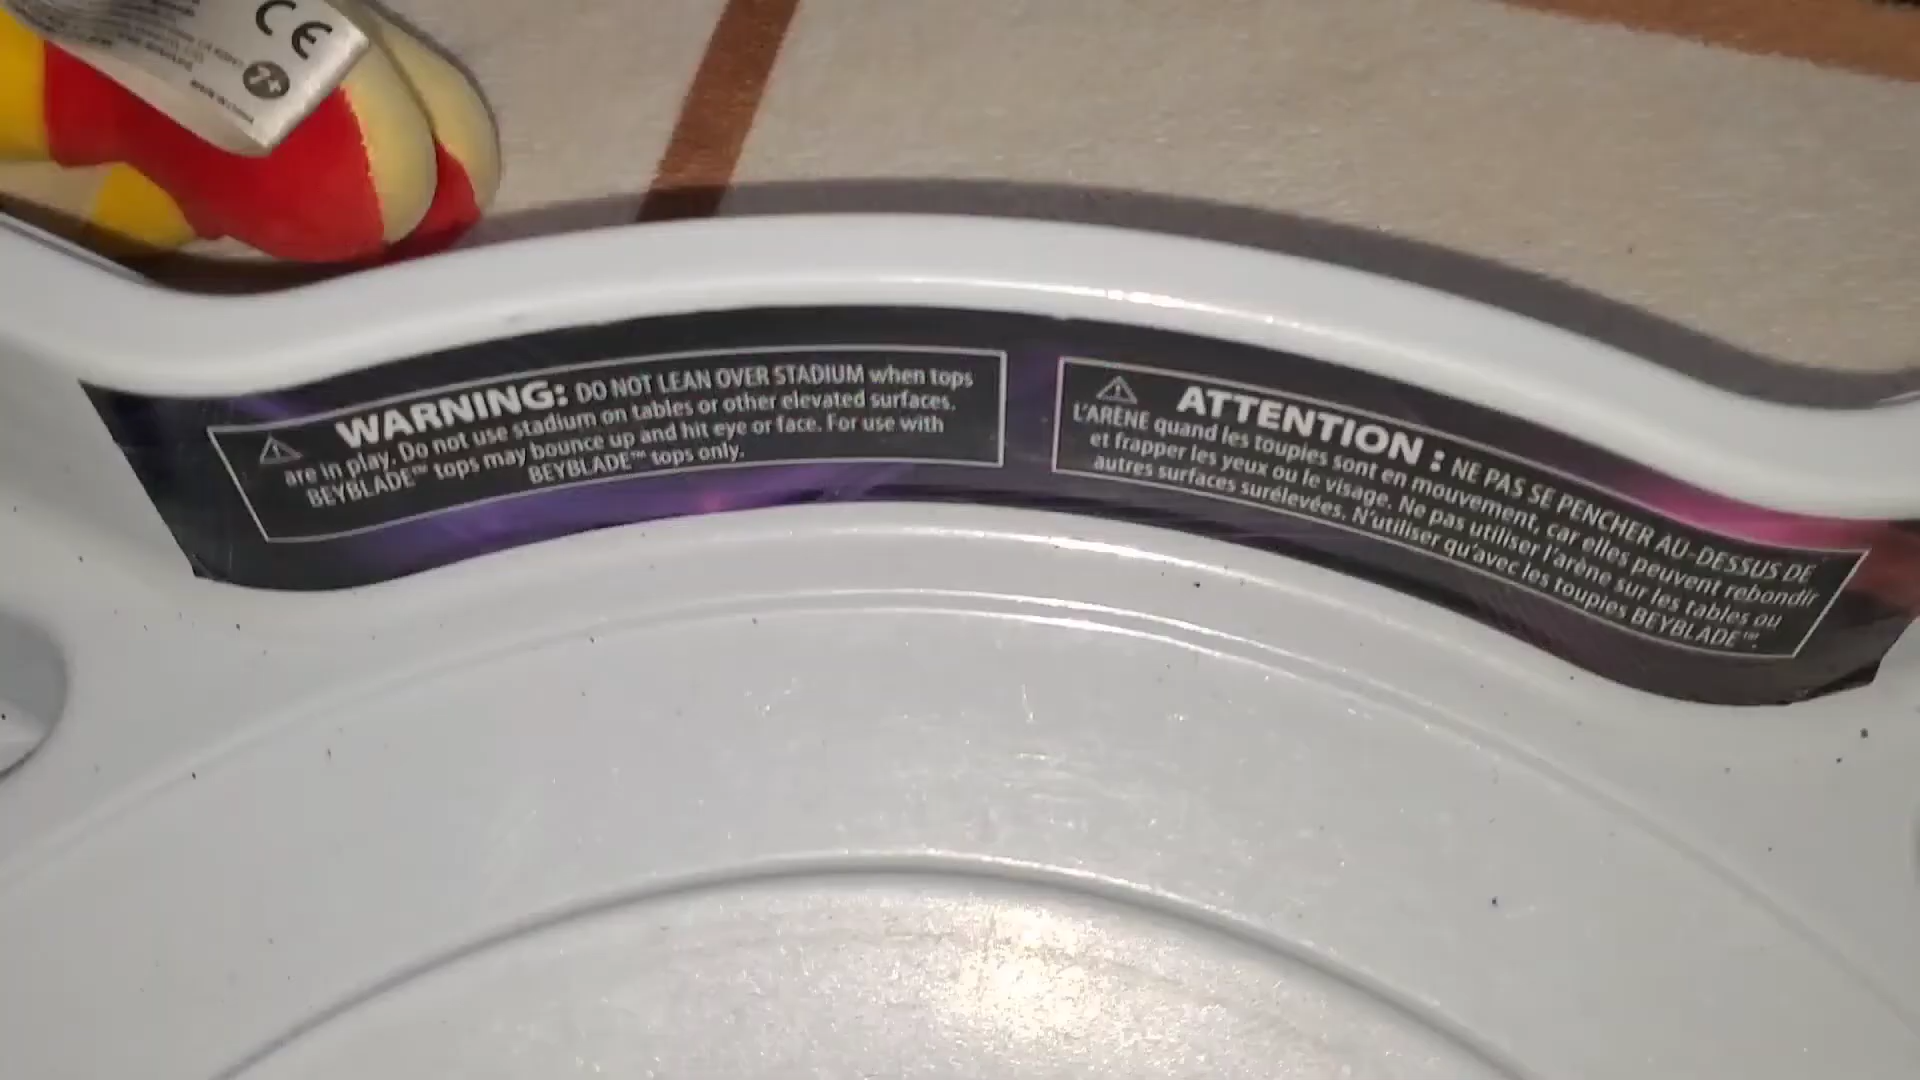 CE
7+
WARNING: DO NOT LEAN OVER STADIUM when tops
are in play. Do not use stadium on tables or other elevated surfaces.
BEYBLADE™ tops may bounce up and hit eye or face. For use with
BEYBLADE™ tops only.
ATTENTION : NE PAS SE PENCHER AU-DESSUS DE
L'ARÈNE quand les toupies sont en mouvement, car elles peuvent rebondir
et frapper les yeux ou le visage. Ne pas utiliser l'arène sur les tables ou
autres surfaces surélevées. N'utiliser qu'avec les toupies BEYBLADE™.